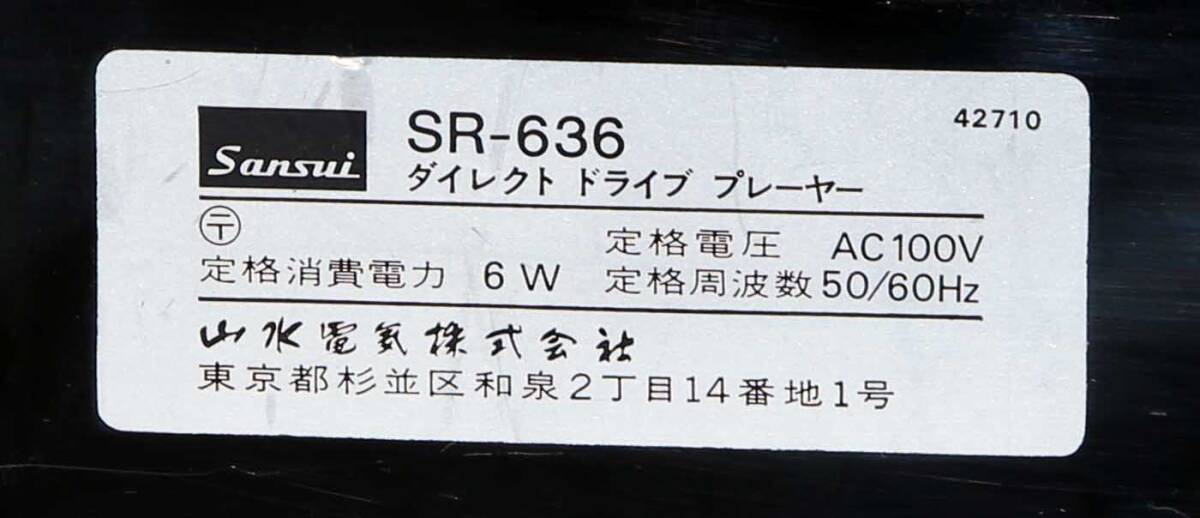 Sansui
SR-636
42710
ダイレクト ドライブ プレーヤー
〒
定格電圧 AC100V
定格消費電力 6W
定格周波数 50/60Hz
山水電気株式会社
東京都杉並区和泉2丁目14番地1号